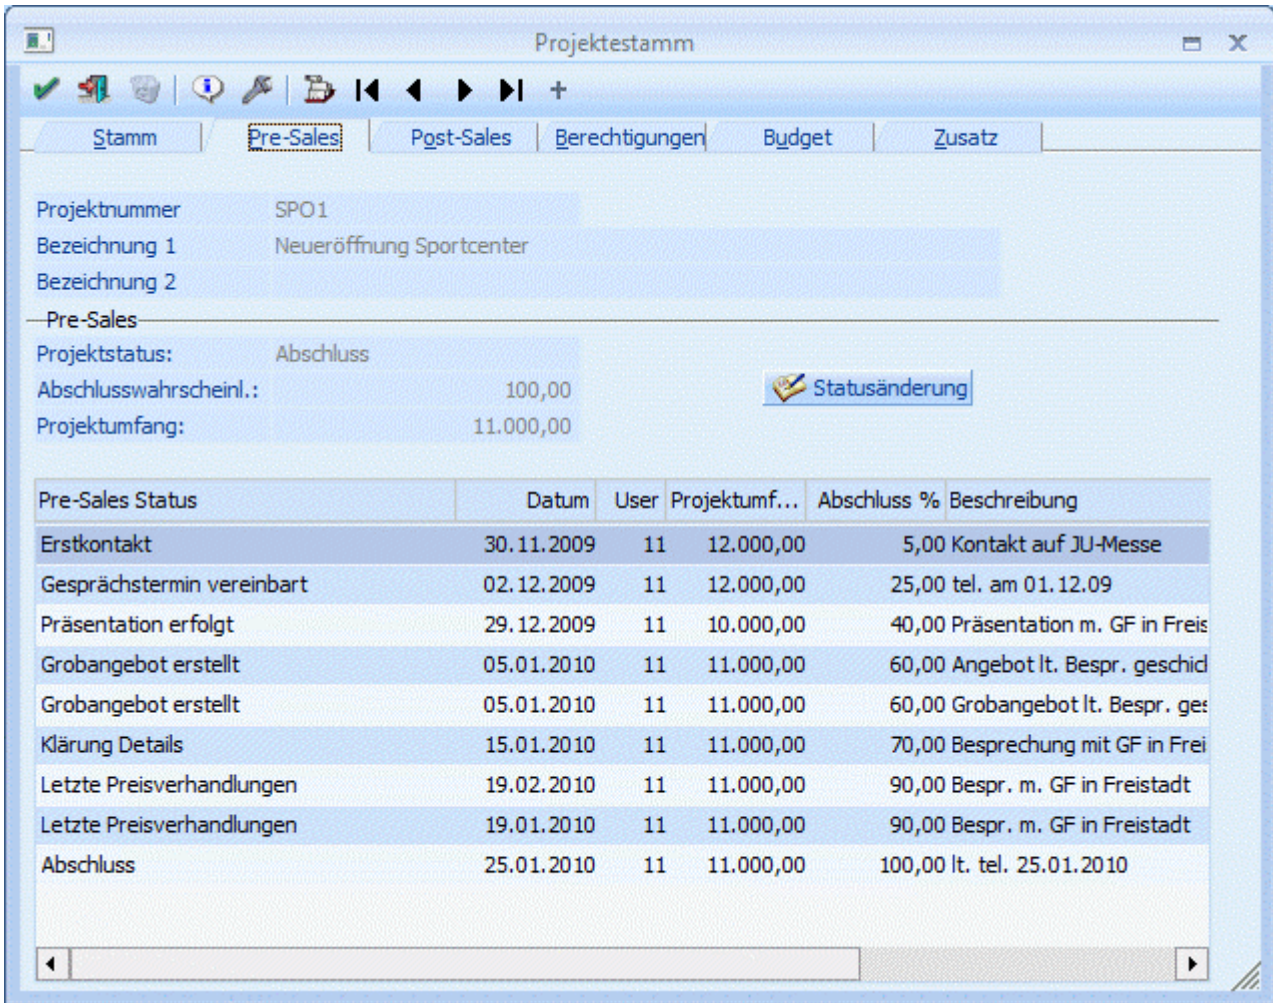 Projektestamm
Stamm Pre-Sales Post-Sales Berechtigungen Budget Zusatz
Projektnummer SPO1
Bezeichnung 1 Neueröffnung Sportcenter
Bezeichnung 2
Pre-Sales
Projektstatus: Abschluss
Abschlusswahrscheinl.: 100,00 Statusänderung
Projektumfang: 11.000,00
Pre-Sales Status Datum User Projektumf... Abschluss % Beschreibung
Erstkontakt 30.11.2009 11 12.000,00 5,00 Kontakt auf JU-Messe
Gesprächstermin vereinbart 02.12.2009 11 12.000,00 25,00 tel. am 01.12.09
Präsentation erfolgt 29.12.2009 11 10.000,00 40,00 Präsentation m. GF in Freis
Grobangebot erstellt 05.01.2010 11 11.000,00 60,00 Angebot lt. Bespr. geschic
Grobangebot erstellt 05.01.2010 11 11.000,00 60,00 Grobangebot lt. Bespr. ges
Klärung Details 15.01.2010 11 11.000,00 70,00 Besprechung mit GF in Frei
Letzte Preisverhandlungen 19.02.2010 11 11.000,00 90,00 Bespr. m. GF in Freistadt
Letzte Preisverhandlungen 19.01.2010 11 11.000,00 90,00 Bespr. m. GF in Freistadt
Abschluss 25.01.2010 11 11.000,00 100,00 lt. tel. 25.01.2010